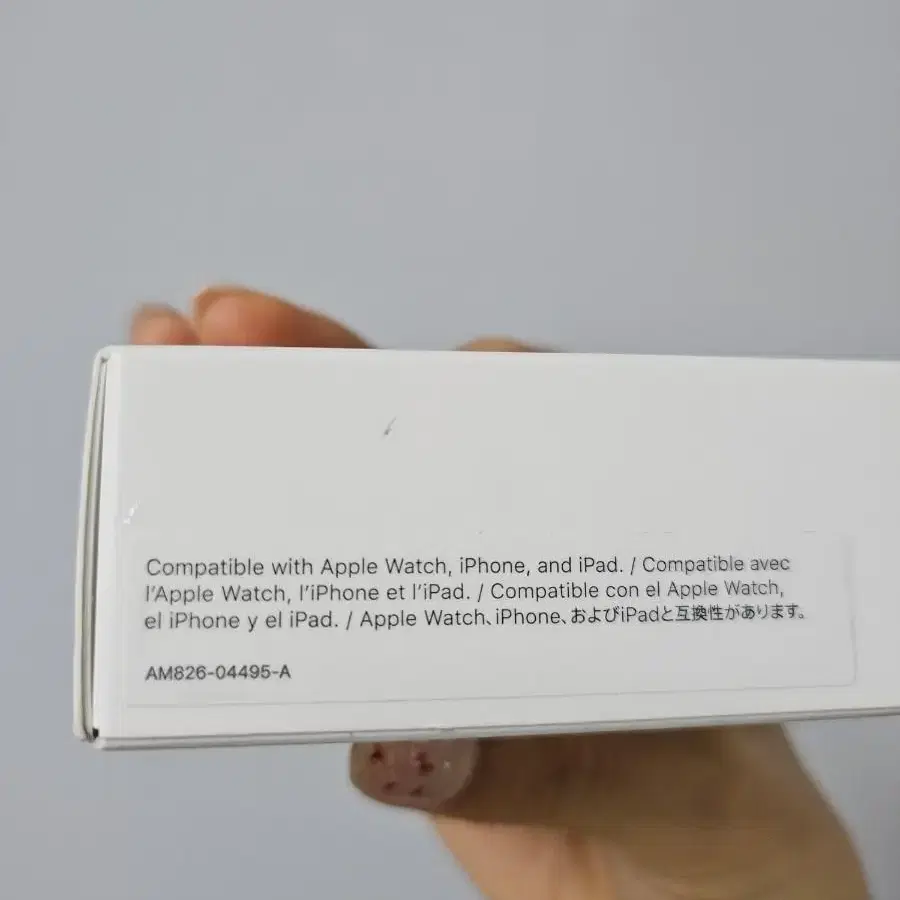 Compatible with Apple Watch, iPhone, and iPad. / Compatible avec
l'Apple Watch, l'iPhone et l'iPad. / Compatible con el Apple Watch,
el iPhone y el iPad. / Apple Watch、iPhone、およびiPadと互換性があります。
AM826-04495-A